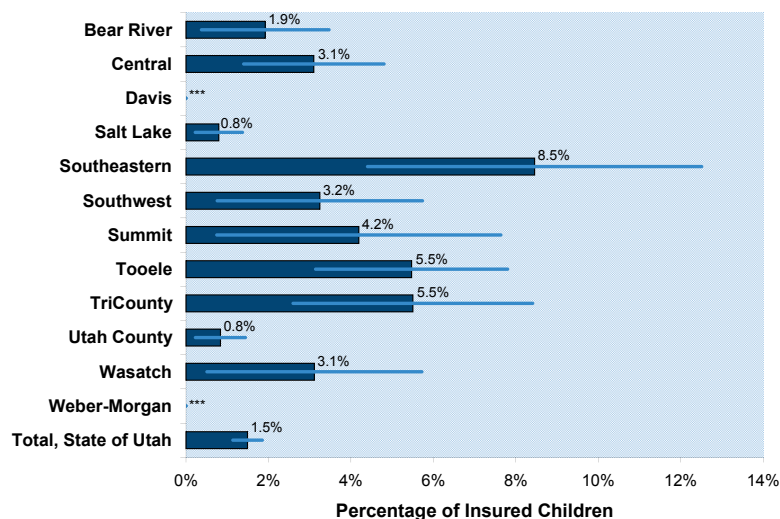 Bear River 1.9%
Central 3.1%
Davis ***
Salt Lake 0.8%
Southeastern 8.5%
Southwest 3.2%
Summit 4.2%
Tooele 5.5%
TriCounty 5.5%
Utah County 0.8%
Wasatch 3.1%
Weber-Morgan ***
Total, State of Utah 1.5%
0% 2% 4% 6% 8% 10% 12% 14%
Percentage of Insured Children